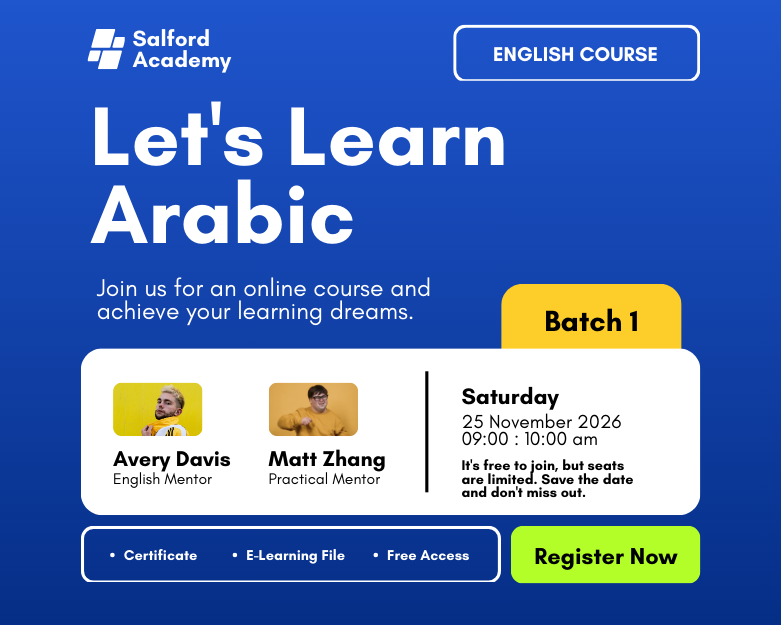 Salford
Academy
ENGLISH COURSE
Let's Learn
Arabic
Join us for an online course and
achieve your learning dreams.
Batch 1
Avery Davis
English Mentor
Matt Zhang
Practical Mentor
Saturday
25 November 2026
09:00 : 10:00 am
It's free to join, but seats
are limited. Save the date
and don't miss out.
• Certificate
• E-Learning File
• Free Access
Register Now